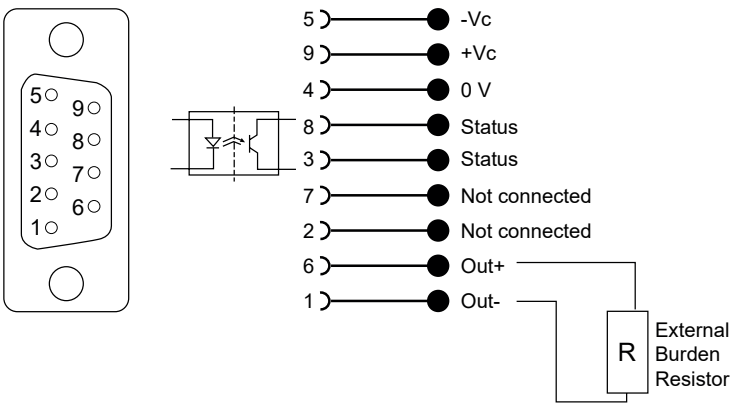 5 -Vc
9 +Vc
4 0 V
8 Status
3 Status
7 Not connected
2 Not connected
6 Out+
1 Out-
5
9
4
8
3
7
2
6
1
R
External
Burden
Resistor